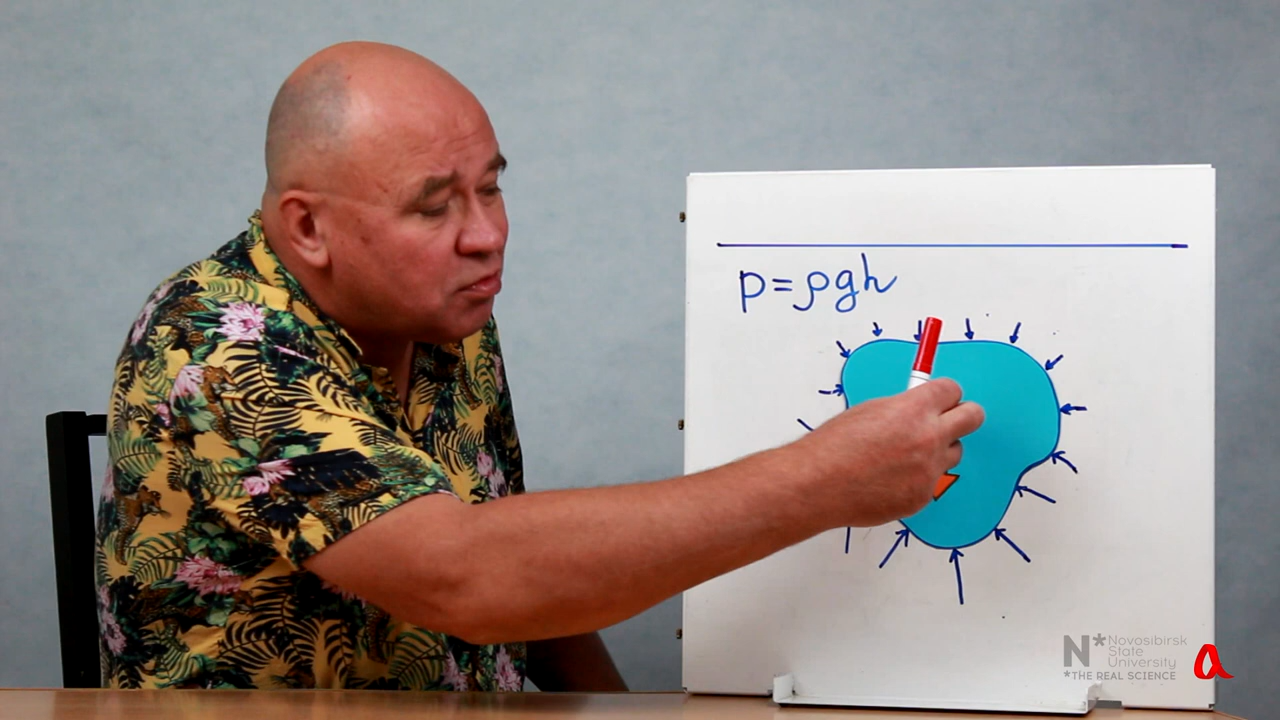 p=ρgh
N* Novosibirsk
State
University
*THE REAL SCIENCE
a